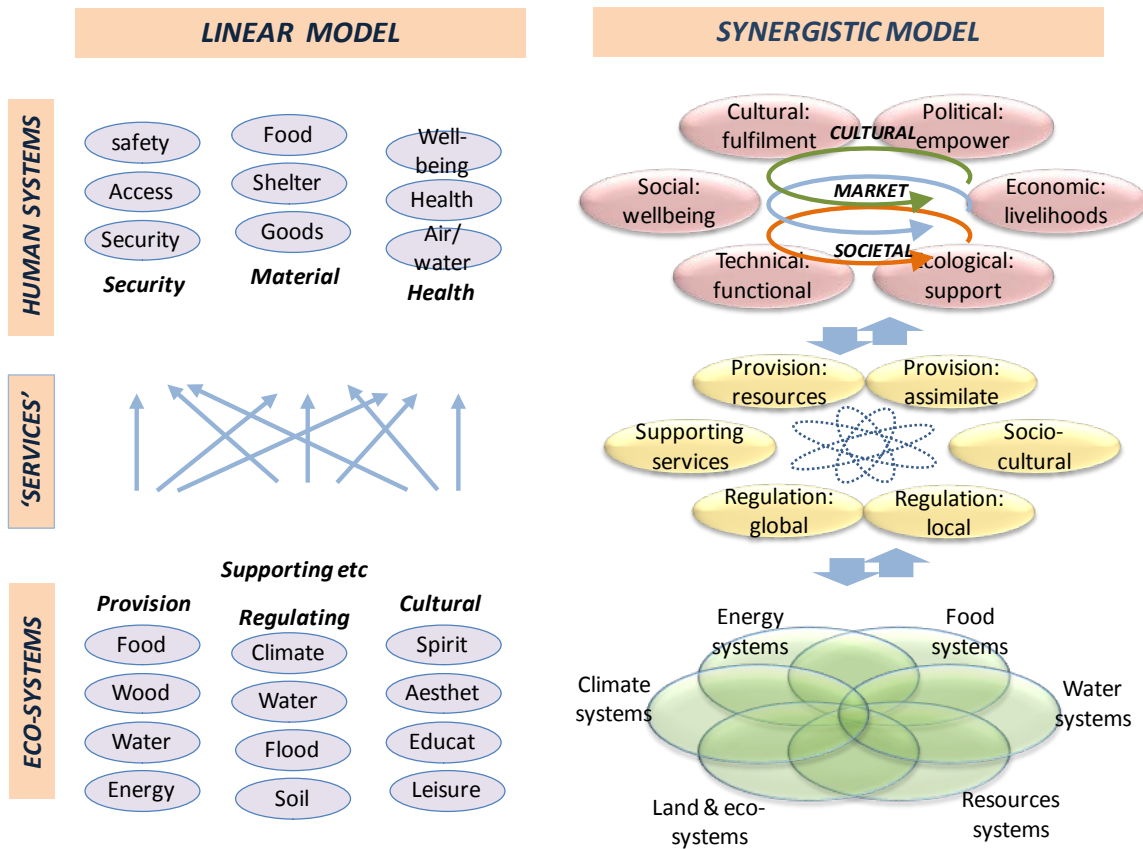 LINEAR MODEL
SYNERGISTIC MODEL
HUMAN SYSTEMS
safety
Access
Security
Security
Food
Shelter
Goods
Material
Well-
being
Health
Air/
water
Health
Cultural:
fulfilment
Political:
empower
CULTURAL
Social:
wellbeing
MARKET
Economic:
livelihoods
SOCIETAL
Technical:
functional
Ecological:
support
‘SERVICES’
Provision:
resources
Provision:
assimilate
Supporting
services
Socio-
cultural
Regulation:
global
Regulation:
local
ECO-SYSTEMS
Supporting etc
Provision
Food
Wood
Water
Energy
Regulating
Climate
Water
Flood
Soil
Cultural
Spirit
Aesthet
Educat
Leisure
Energy
systems
Food
systems
Climate
systems
Water
systems
Land & eco-
systems
Resources
systems